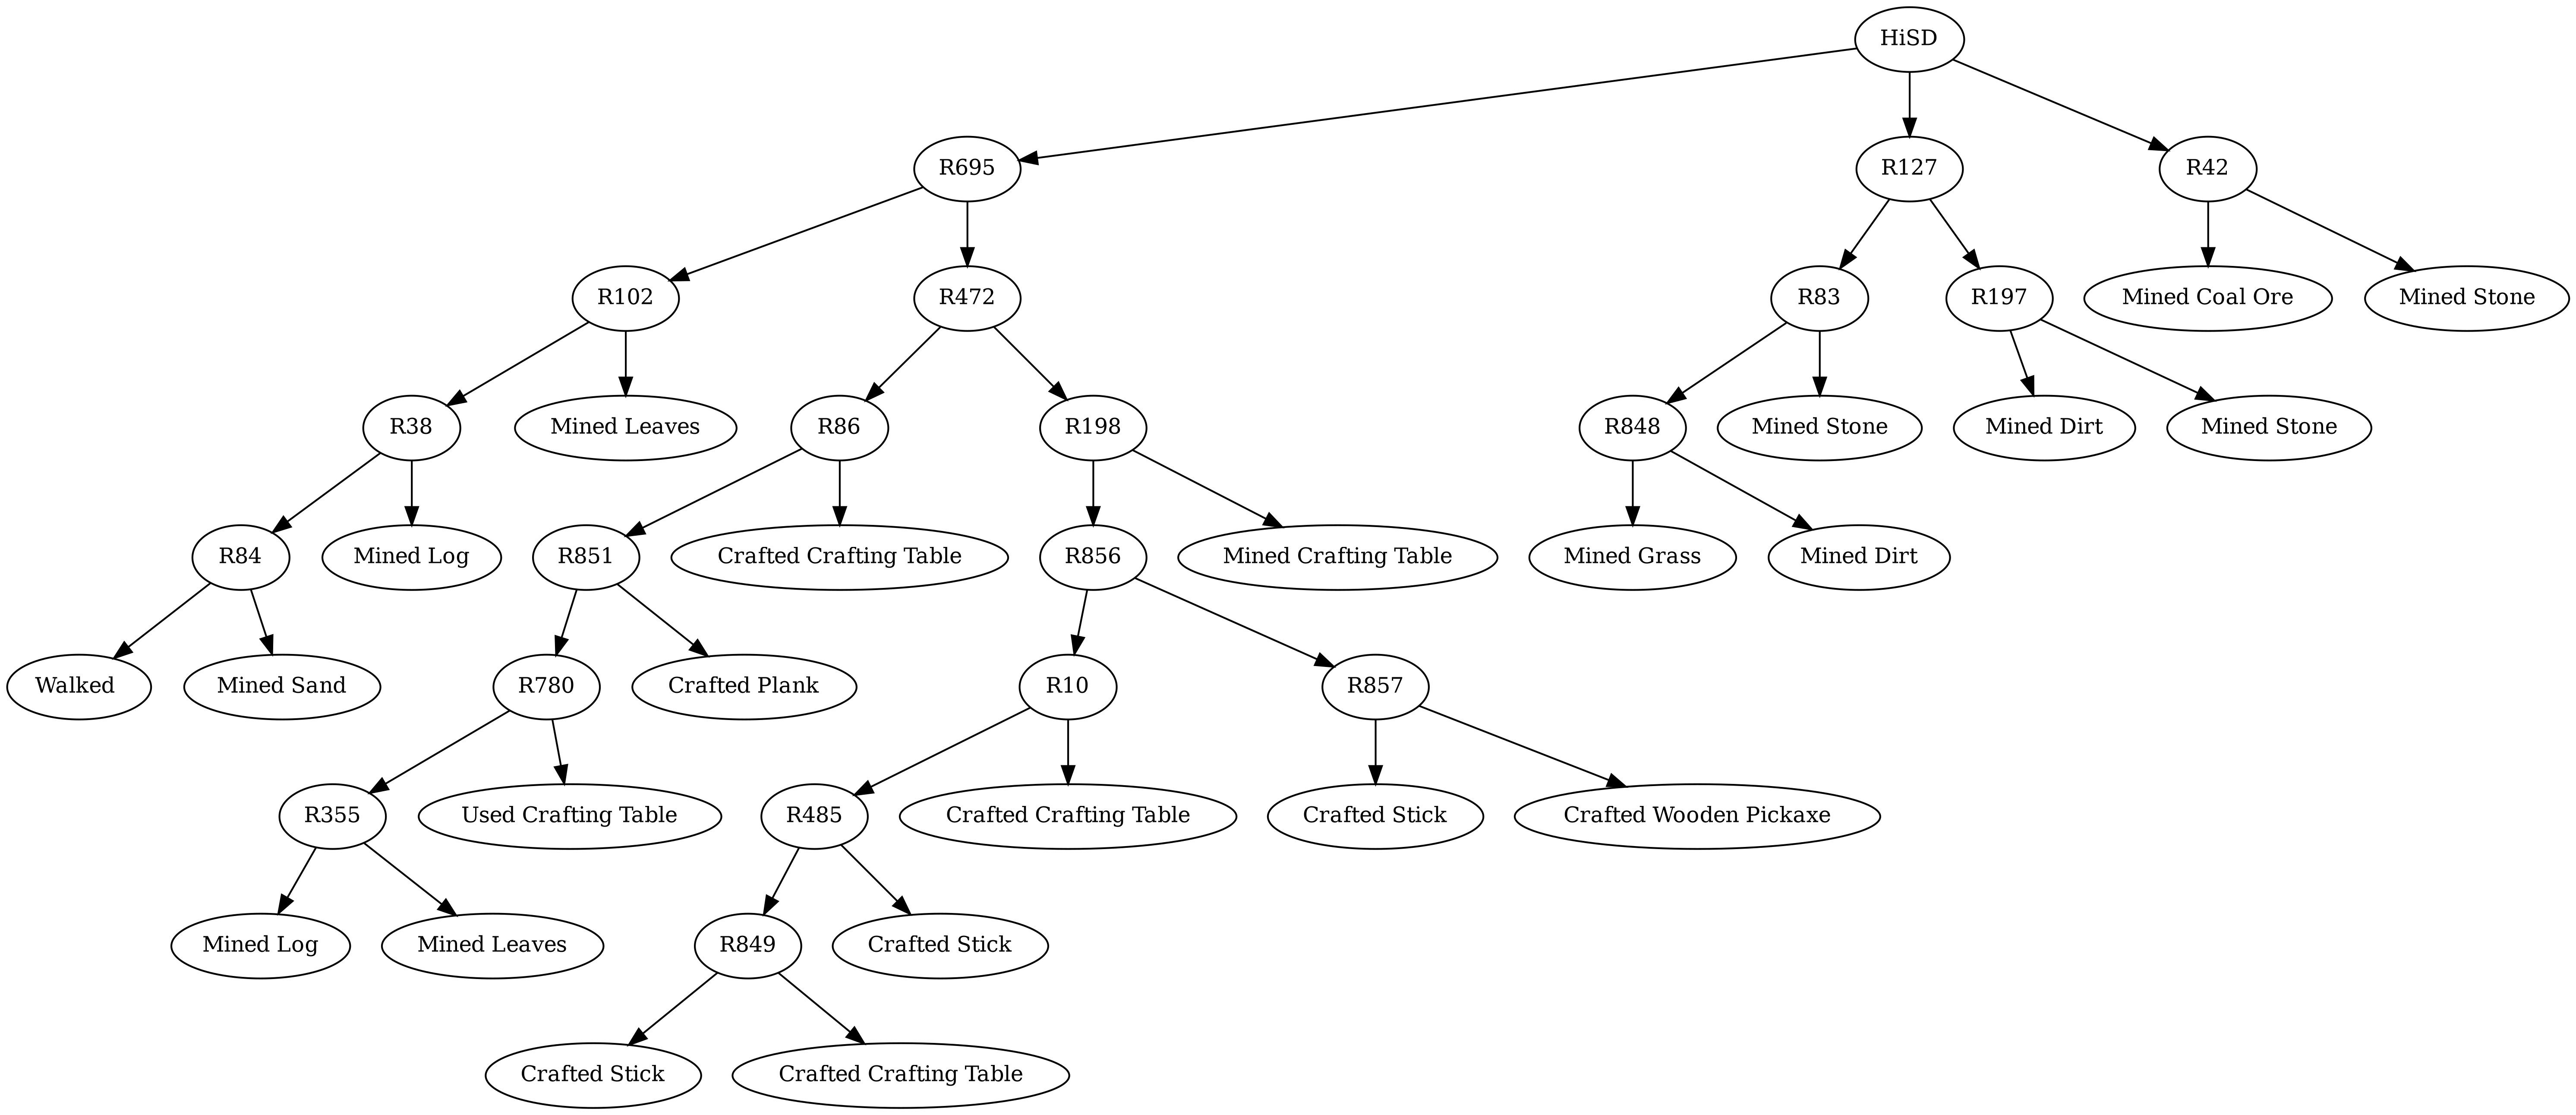 HiSD
R695
R127
R42
R102
R472
R83
R197
Mined Coal Ore
Mined Stone
R38
Mined Leaves
R86
R198
R848
Mined Stone
Mined Dirt
Mined Stone
R84
Mined Log
R851
Crafted Crafting Table
R856
Mined Crafting Table
Mined Grass
Mined Dirt
Walked
Mined Sand
R780
Crafted Plank
R10
R857
R355
Used Crafting Table
R485
Crafted Crafting Table
Crafted Stick
Crafted Wooden Pickaxe
Mined Log
Mined Leaves
R849
Crafted Stick
Crafted Stick
Crafted Crafting Table